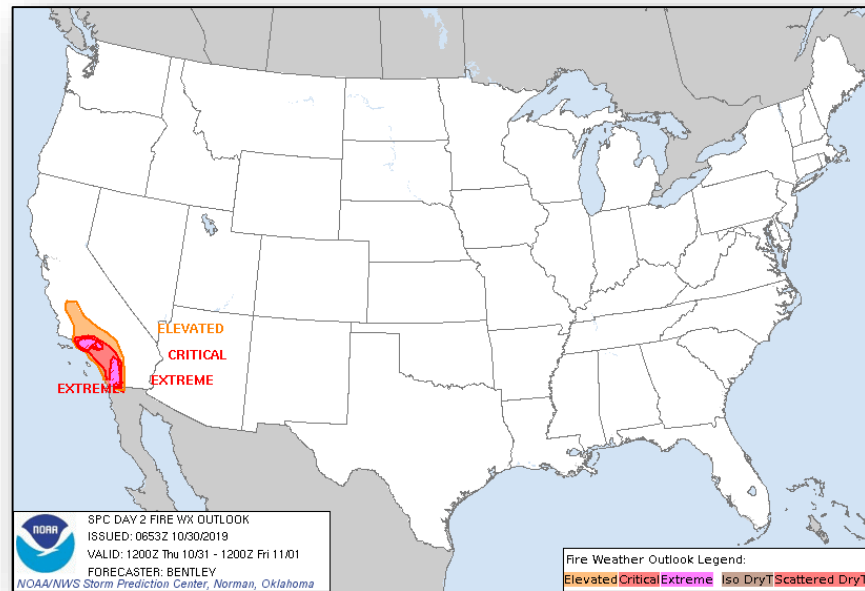 ELEVATED
CRITICAL
EXTREME
EXTREME
NOAA
SPC DAY 2 FIRE WX OUTLOOK
ISSUED: 0653Z 10/30/2019
VALID: 1200Z Thu 10/31 - 1200Z Fri 11/01
FORECASTER: BENTLEY
NOAA/NWS Storm Prediction Center, Norman, Oklahoma
Fire Weather Outlook Legend:
Elevated Critical Extreme Iso DryT Scattered DryT